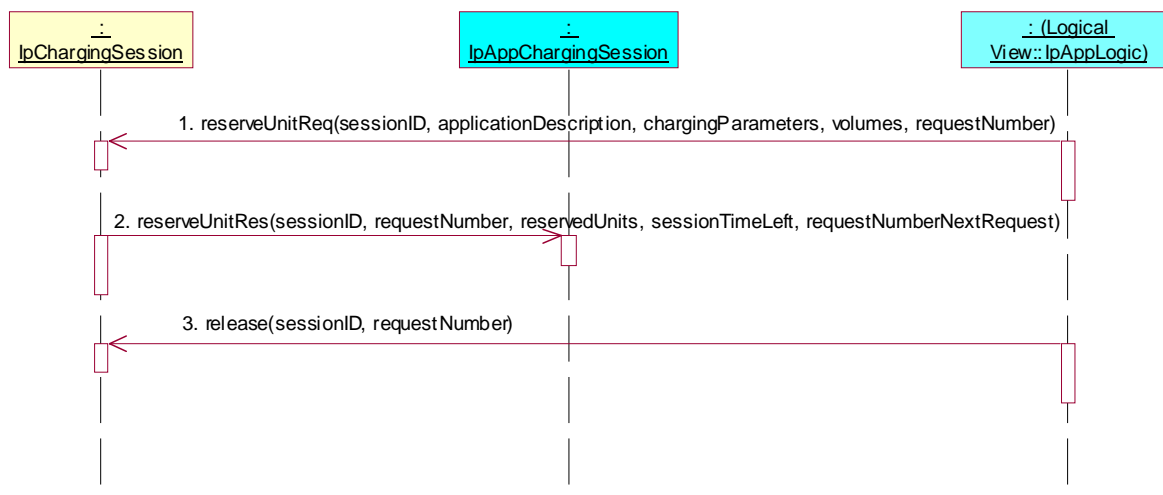 :
IpChargingSession
:
IpAppChargingSession
: (Logical
View::IpAppLogic)
1. reserveUnitReq(sessionID, applicationDescription, chargingParameters, volumes, requestNumber)
2. reserveUnitRes(sessionID, requestNumber, reservedUnits, sessionTimeLeft, requestNumberNextRequest)
3. release(sessionID, requestNumber)